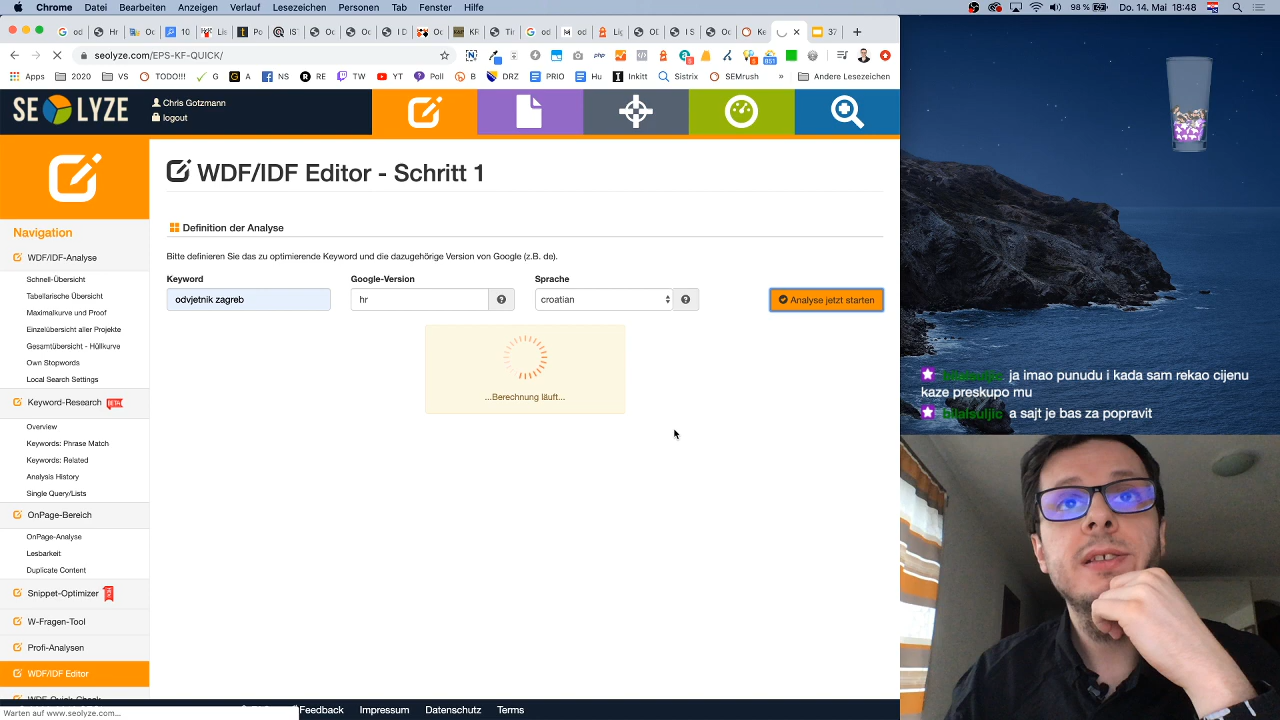 Chrome Datei Bearbeiten Anzeigen Verlauf Lesezeichen Personen Tab Fenster Hilfe
98 % Do. 14. Mai 18:48
seolyze.com/EPS-KF-QUICK/
Apps 2020 VS TODO!!! G A NS RE TW YT Poll B DRZ PRIO Hu Inkitt Sistrix SEMrush » Andere Lesezeichen
SEOLYZE
Chris Gotzmann
logout
WDF/IDF Editor - Schritt 1
Definition der Analyse
Bitte definieren Sie das zu optimierende Keyword und die dazugehörige Version von Google (z.B. de).
Keyword Google-Version Sprache
odvjetnik zagreb hr croatian Analyse jetzt starten
...Berechnung läuft...
Navigation
WDF/IDF-Analyse
Schnell-Übersicht
Tabellarische Übersicht
Maximalkurve und Proof
Einzelübersicht aller Projekte
Gesamtübersicht - Hüllkurve
Own Stopwords
Local Search Settings
Keyword-Research BETA
Overview
Keywords: Phrase Match
Keywords: Related
Analysis History
Single Query/Lists
OnPage-Bereich
OnPage-Analyse
Lesbarkeit
Duplicate Content
Snippet-Optimizer
W-Fragen-Tool
Profi-Analysen
WDF/IDF Editor
WDF-Quick-Check
Warten auf www.seolyze.com...
Feedback Impressum Datenschutz Terms
bilalsuljic ja imao punudu i kada sam rekao cijenu
kaze preskupo mu
bilalsuljic a sajt je bas za popravit